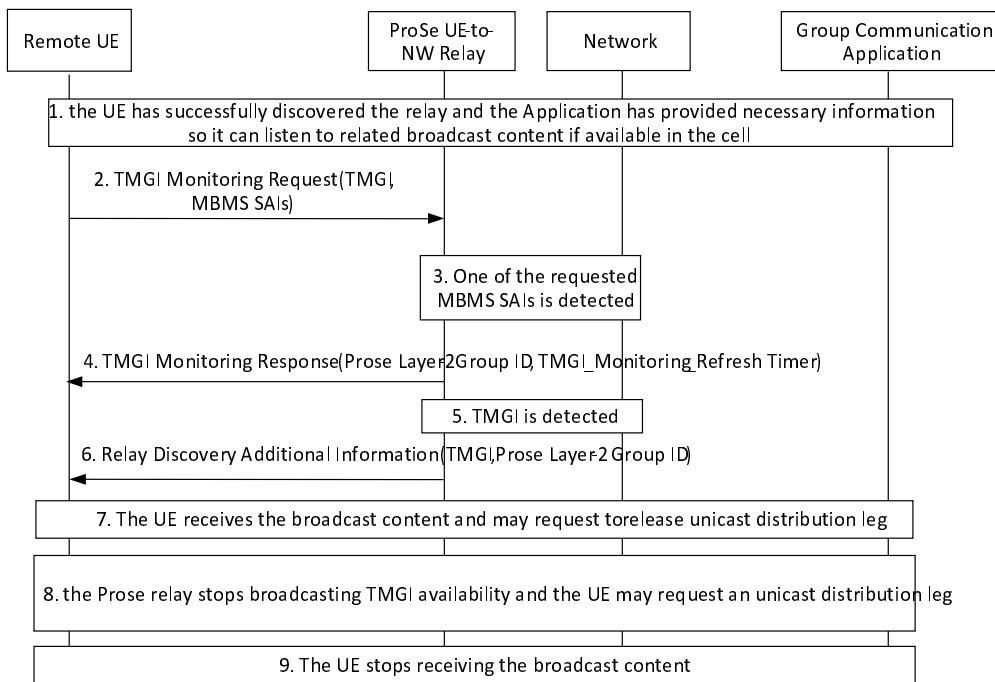 Remote UE
ProSe UE-to-
NW Relay
Network
Group Communication
Application
1. the UE has successfully discovered the relay and the Application has provided necessary information
so it can listen to related broadcast content if available in the cell
2. TMGI Monitoring Request(TMGI,
MBMS SAIs)
3. One of the requested
MBMS SAIs is detected
4. TMGI Monitoring Response(Prose Layer-2Group ID, TMGI_Monitoring_Refresh Timer)
5. TMGI is detected
6. Relay Discovery Additional Information(TMGI,Prose Layer-2 Group ID)
7. The UE receives the broadcast content and may request torelease unicast distribution leg
8. the Prose relay stops broadcasting TMGI availability and the UE may request an unicast distribution leg
9. The UE stops receiving the broadcast content